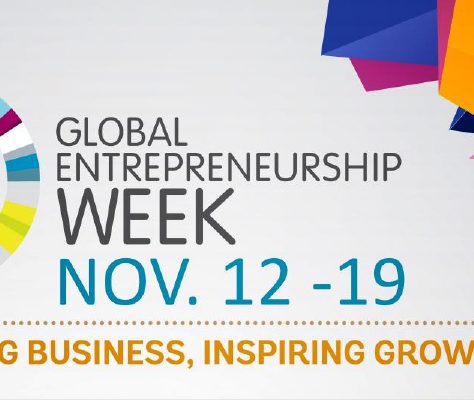 GLOBAL
ENTREPRENEURSHIP
WEEK
NOV. 12 -19
G BUSINESS, INSPIRING GROW